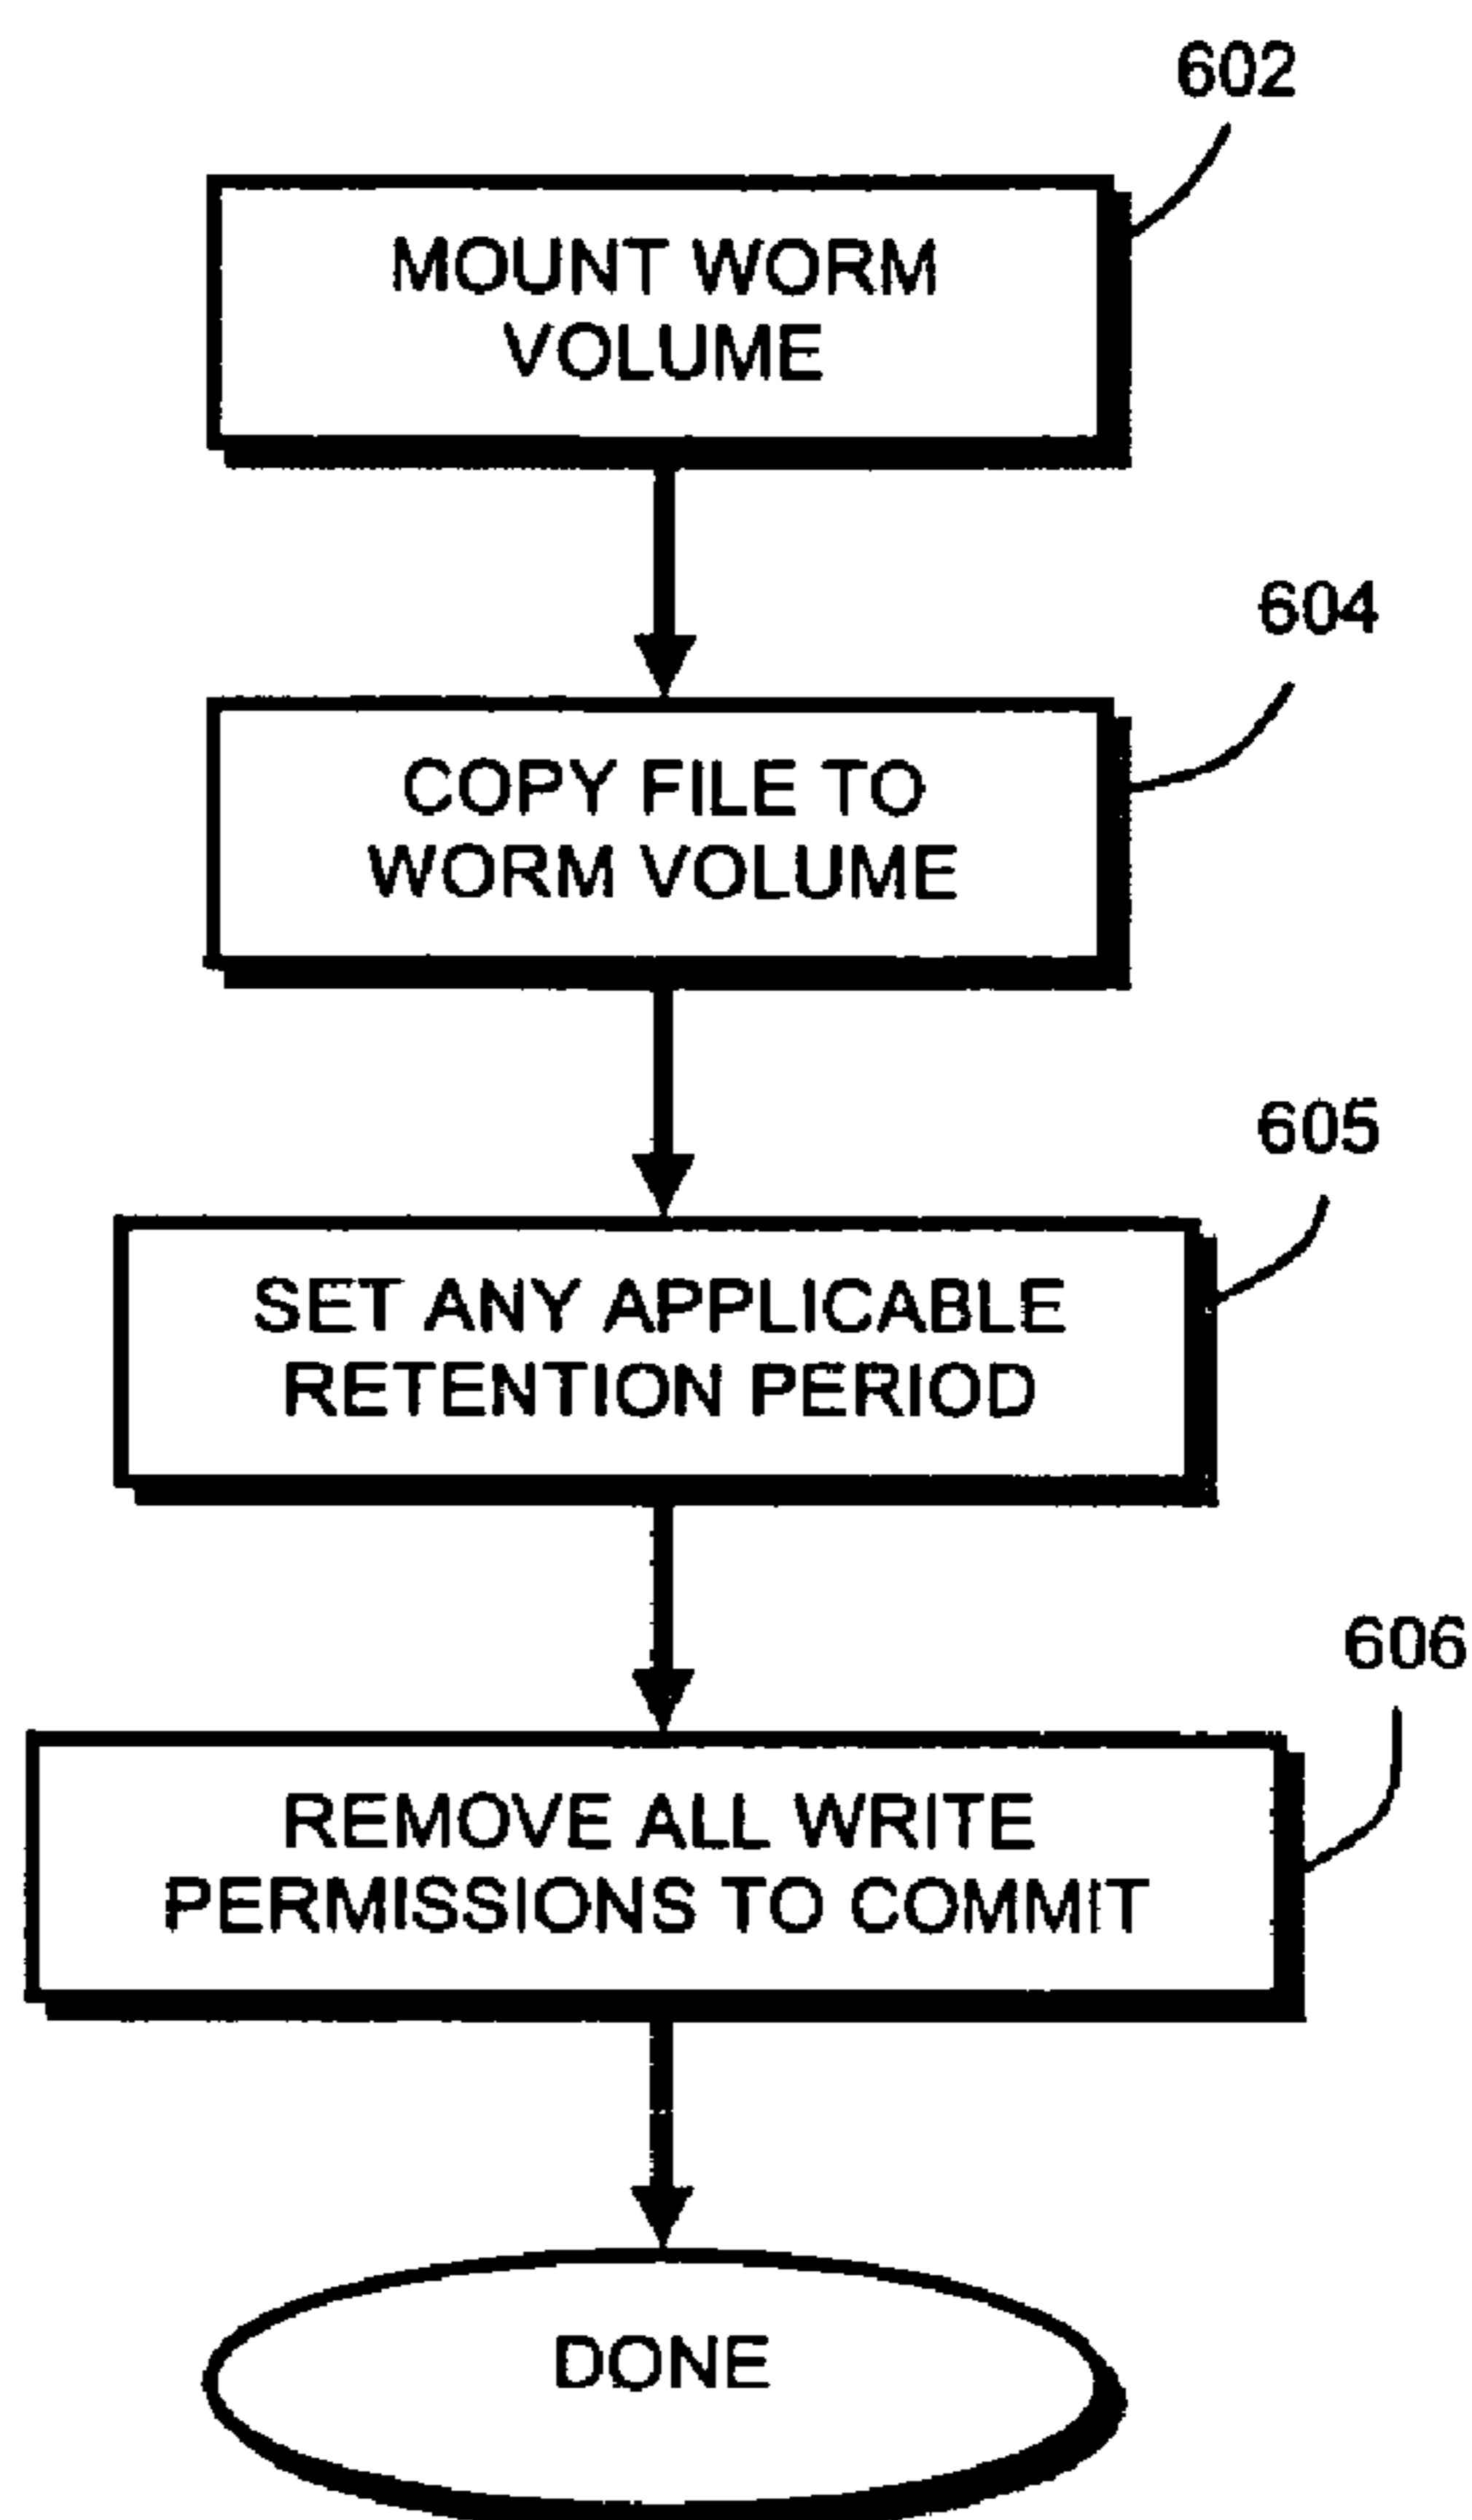 602
MOUNT WORM
VOLUME
604
COPY FILE TO
WORM VOLUME
605
SET ANY APPLICABLE
RETENTION PERIOD
606
REMOVE ALL WRITE
PERMISSIONS TO COMMIT
DONE